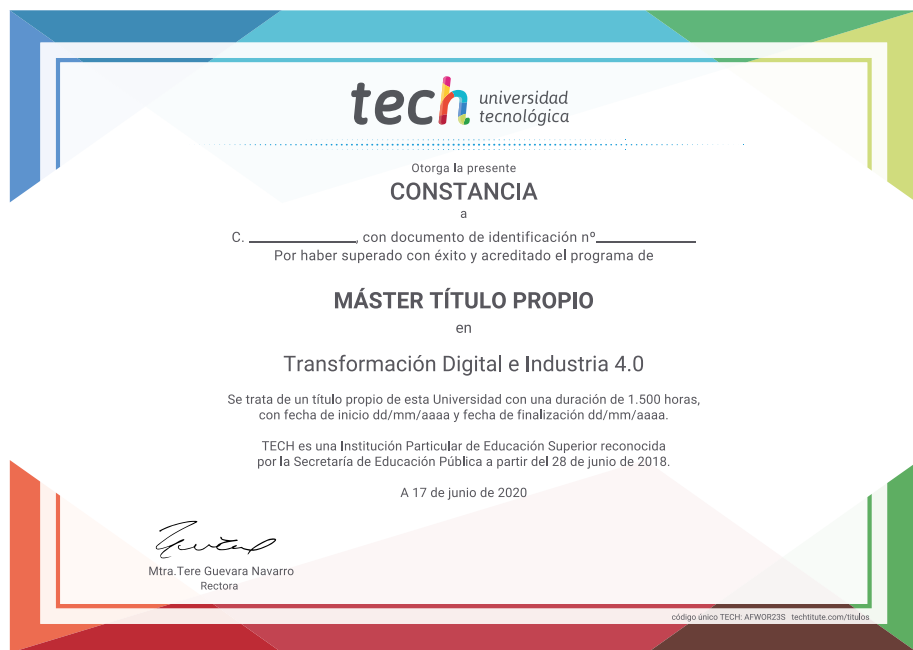 tech universidad
tecnológica
Otorga la presente
CONSTANCIA
a
C. ____________, con documento de identificación nº____________
Por haber superado con éxito y acreditado el programa de
MÁSTER TÍTULO PROPIO
en
Transformación Digital e Industria 4.0
Se trata de un título propio de esta Universidad con una duración de 1.500 horas,
con fecha de inicio dd/mm/aaaa y fecha de finalización dd/mm/aaaa.
TECH es una Institución Particular de Educación Superior reconocida
por la Secretaría de Educación Pública a partir del 28 de junio de 2018.
A 17 de junio de 2020
Mtra.Tere Guevara Navarro
Rectora
código único TECH: AFWOR23S techtitute.com/titulos